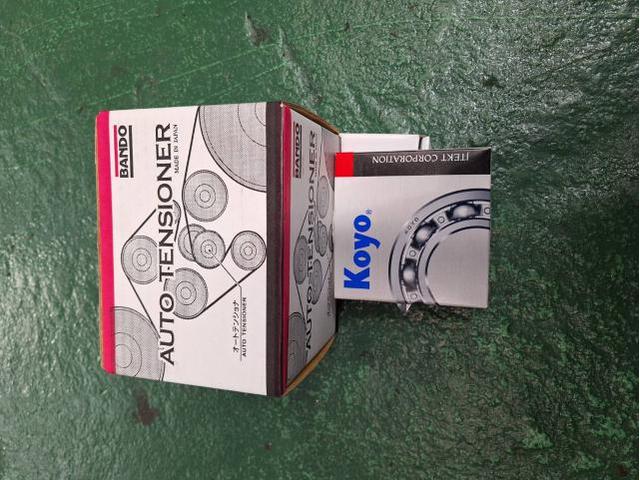 BANDO
AUTO TENSIONER
MADE IN JAPAN
オートテンショナ
AUTO TENSIONER
BANDO
AUTO TENSIONER
JTEKT CORPORATION
Koyo®
KOYO